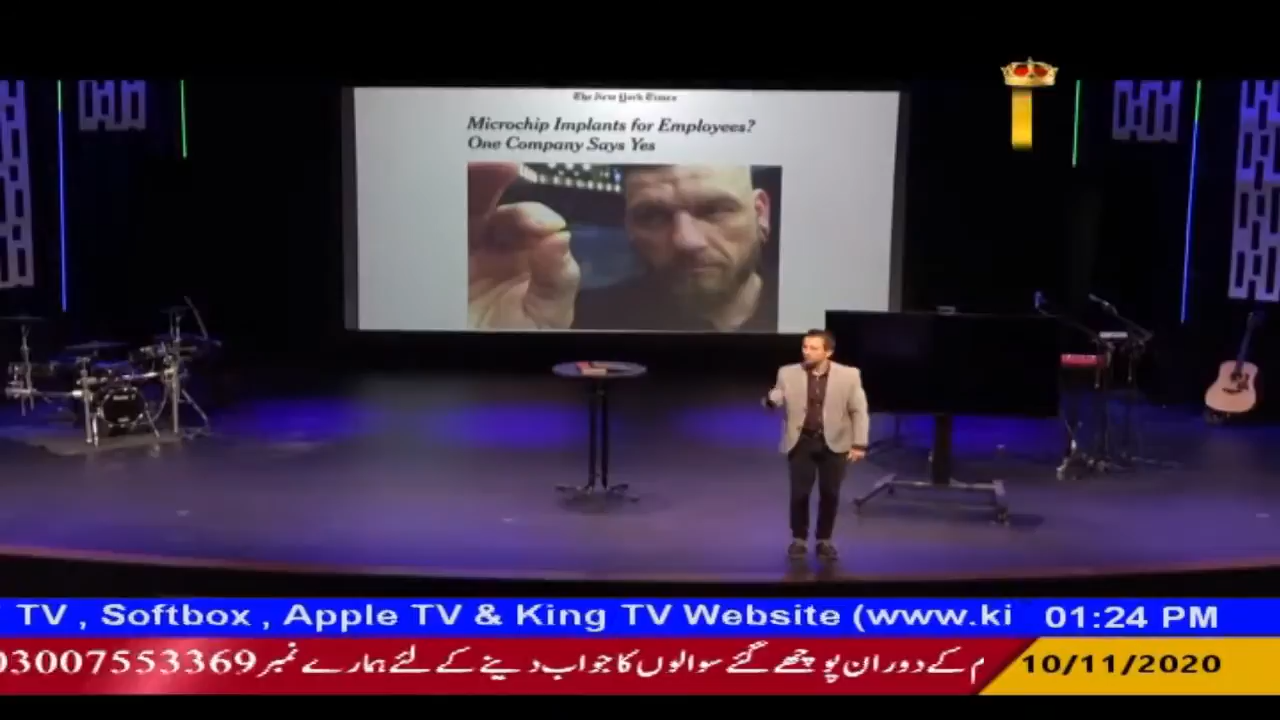 The New York Times
Microchip Implants for Employees?
One Company Says Yes
TV , Softbox , Apple TV & King TV Website (www.ki
01:24 PM
م کے دوران پوچھے گئے سوالوں کا جواب دینے کے لئے ہمارے نمبر 03007553369
10/11/2020